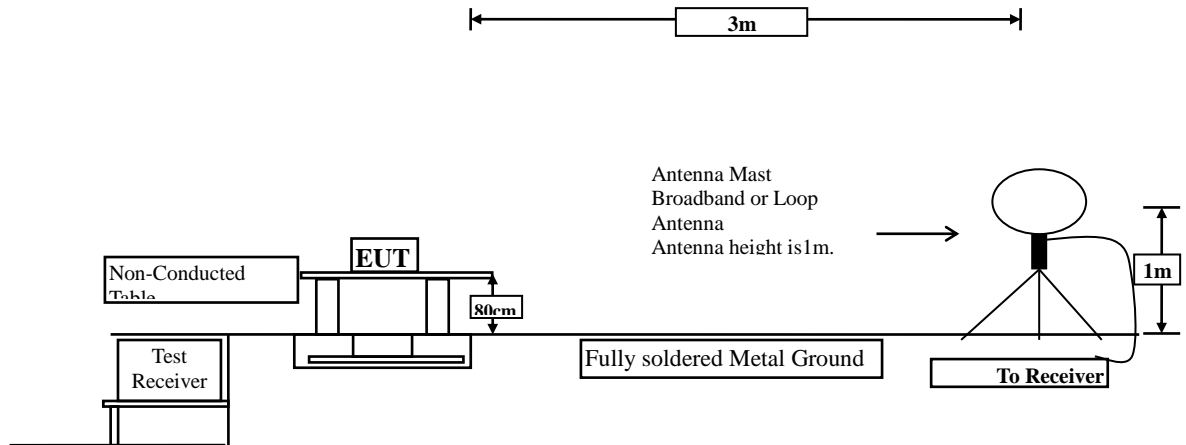 3m
Antenna Mast
Broadband or Loop
Antenna
Antenna height is1m.
EUT
Non-Conducted
Table
80cm
1m
Test
Receiver
Fully soldered Metal Ground
To Receiver